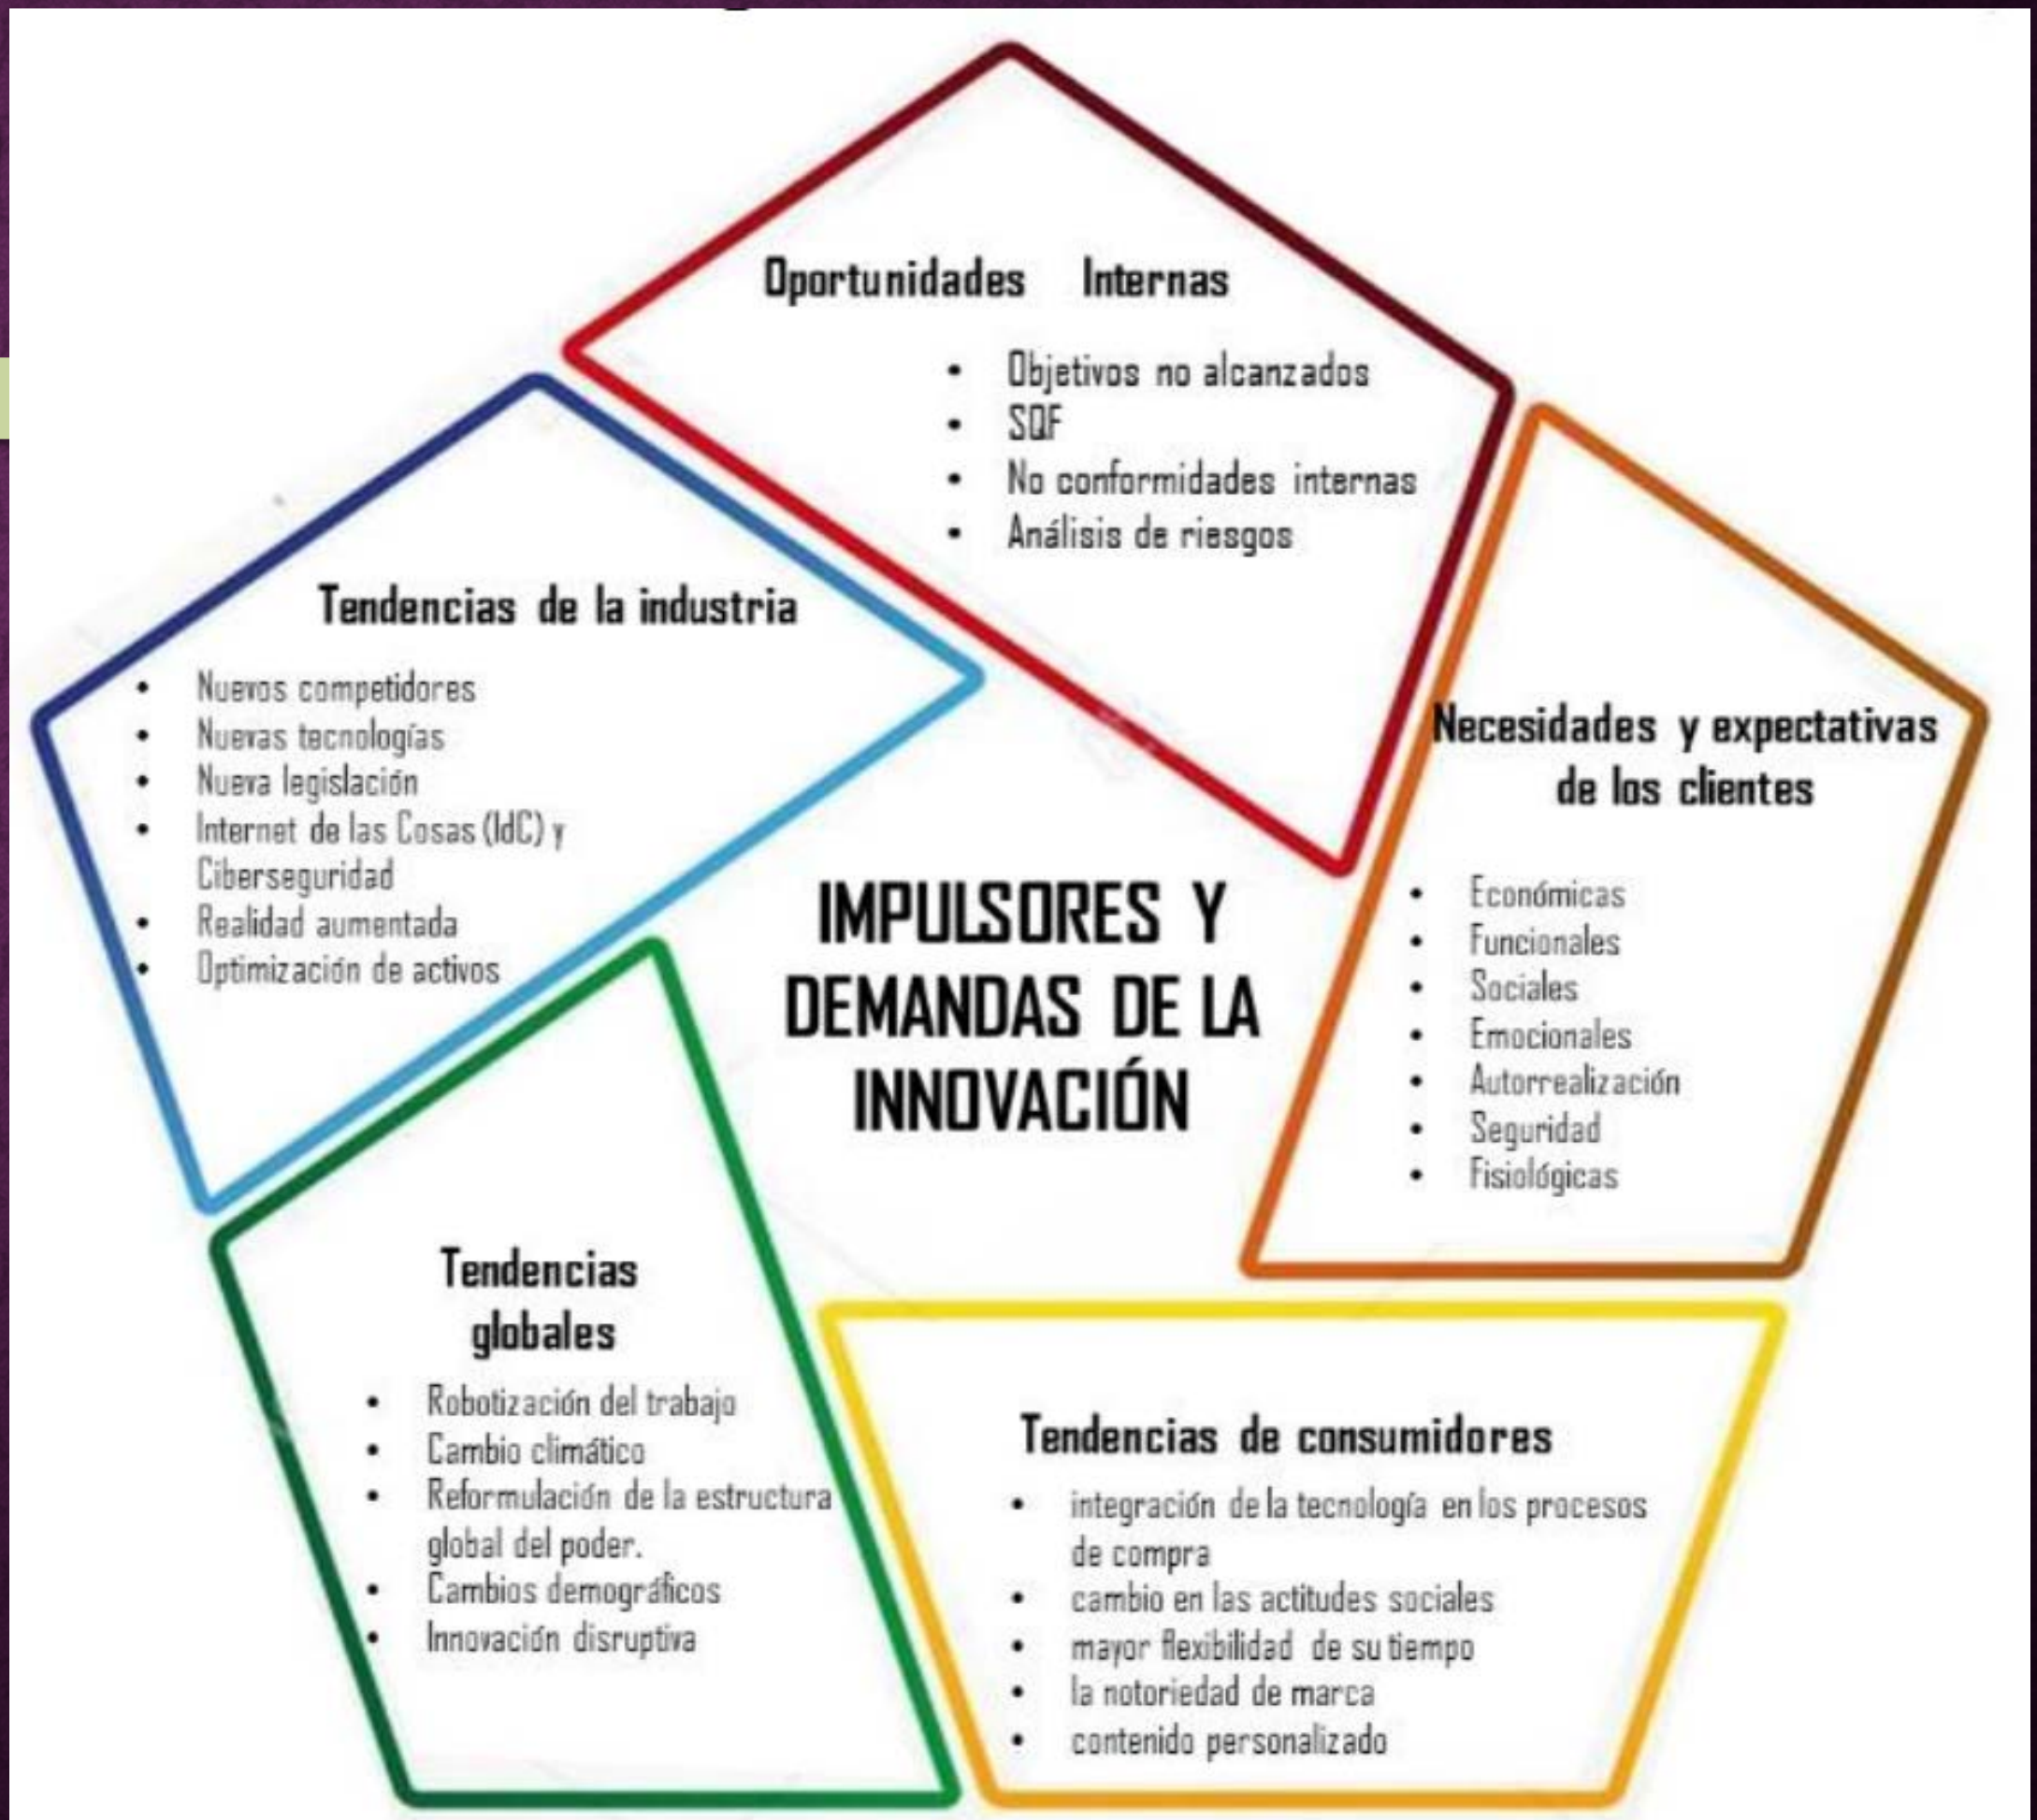 Oportunidades Internas
• Objetivos no alcanzados
• SQF
• No conformidades internas
• Análisis de riesgos
Tendencias de la industria
• Nuevos competidores
• Nuevas tecnologías
• Nueva legislación
• Internet de las Cosas (IdC) y
Ciberseguridad
• Realidad aumentada
• Optimización de activos
Necesidades y expectativas
de los clientes
• Económicas
• Funcionales
• Sociales
• Emocionales
• Autorrealización
• Seguridad
• Fisiológicas
IMPULSORES Y
DEMANDAS DE LA
INNOVACIÓN
Tendencias
globales
• Robotización del trabajo
• Cambio climático
• Reformulación de la estructura
global del poder.
• Cambios demográficos
• Innovación disruptiva
Tendencias de consumidores
• integración de la tecnología en los procesos
de compra
• cambio en las actitudes sociales
• mayor flexibilidad de su tiempo
• la notoriedad de marca
• contenido personalizado